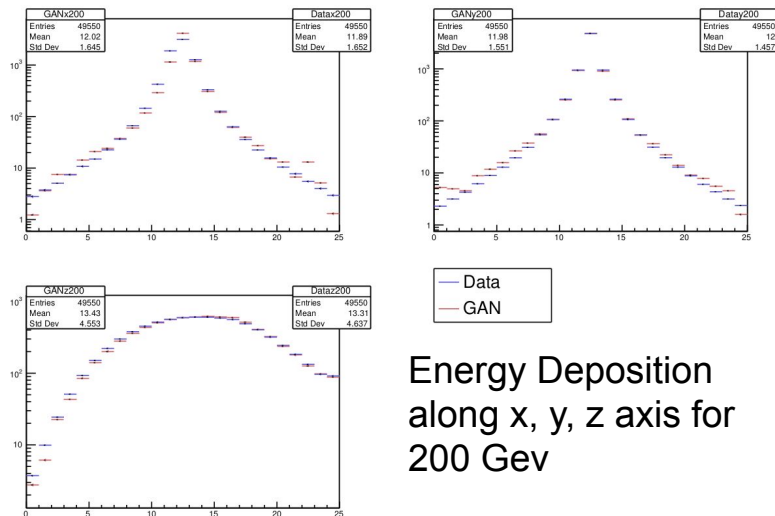 GANx200
Entries 49550
Mean 12.02
Std Dev 1.645
Datax200
Entries 49550
Mean 11.89
Std Dev 1.652
10³
10²
10
1
0 5 10 15 20 25
GANy200
Entries 49550
Mean 11.98
Std Dev 1.551
Datay200
Entries 49550
Mean 12
Std Dev 1.457
10³
10²
10
1
0 5 10 15 20 25
GANz200
Entries 49550
Mean 13.43
Std Dev 4.553
Dataz200
Entries 49550
Mean 13.31
Std Dev 4.637
10³
10²
10
0 5 10 15 20 25
Data
GAN
Energy Deposition
along x, y, z axis for
200 Gev